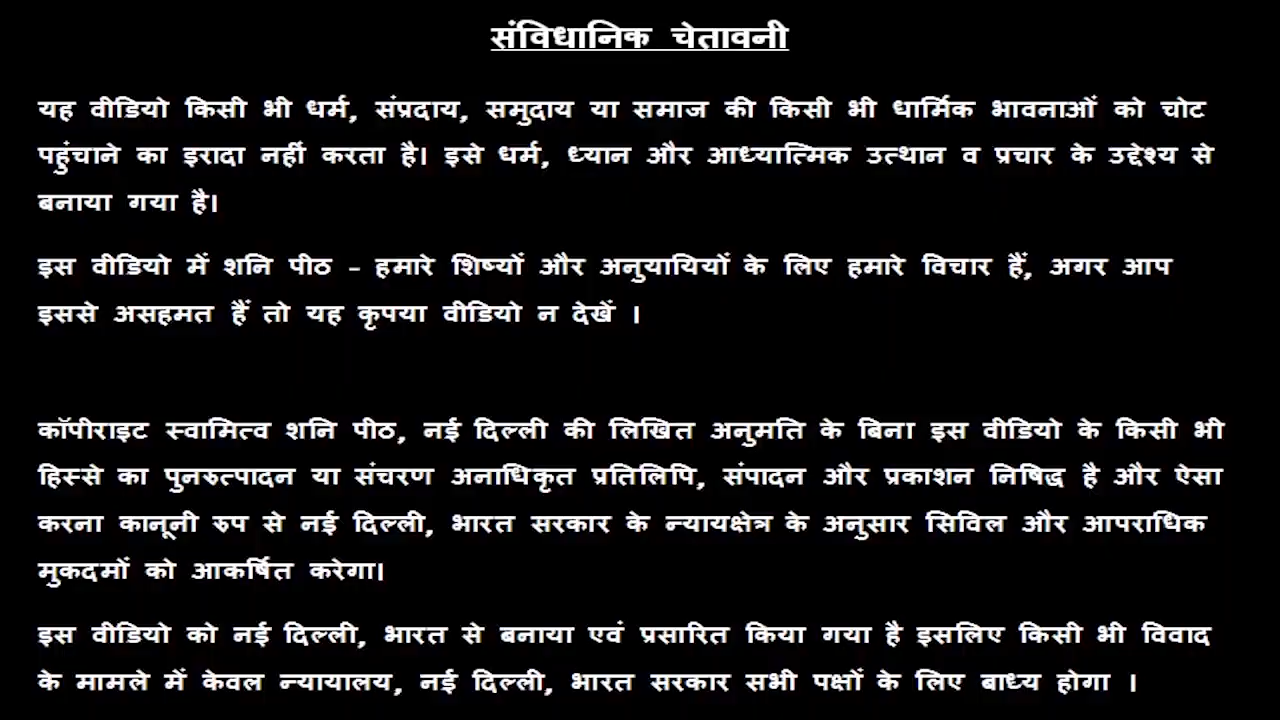 संविधानिक चेतावनी
यह वीडियो किसी भी धर्म, संप्रदाय, समुदाय या समाज की किसी भी धार्मिक भावनाओं को चोट
पहुंचाने का इरादा नहीं करता है। इसे धर्म, ध्यान और आध्यात्मिक उत्थान व प्रचार के उद्देश्य से
बनाया गया है।
इस वीडियो में शनि पीठ - हमारे शिष्यों और अनुयायियों के लिए हमारे विचार हैं, अगर आप
इससे असहमत हैं तो यह कृपया वीडियो न देखें ।
कॉपीराइट स्वामित्व शनि पीठ, नई दिल्ली की लिखित अनुमति के बिना इस वीडियो के किसी भी
हिस्से का पुनरुत्पादन या संचरण अनाधिकृत प्रतिलिपि, संपादन और प्रकाशन निषिद्ध है और ऐसा
करना कानूनी रुप से नई दिल्ली, भारत सरकार के न्यायक्षेत्र के अनुसार सिविल और आपराधिक
मुकदमों को आकर्षित करेगा।
इस वीडियो को नई दिल्ली, भारत से बनाया एवं प्रसारित किया गया है इसलिए किसी भी विवाद
के मामले में केवल न्यायालय, नई दिल्ली, भारत सरकार सभी पक्षों के लिए बाध्य होगा ।